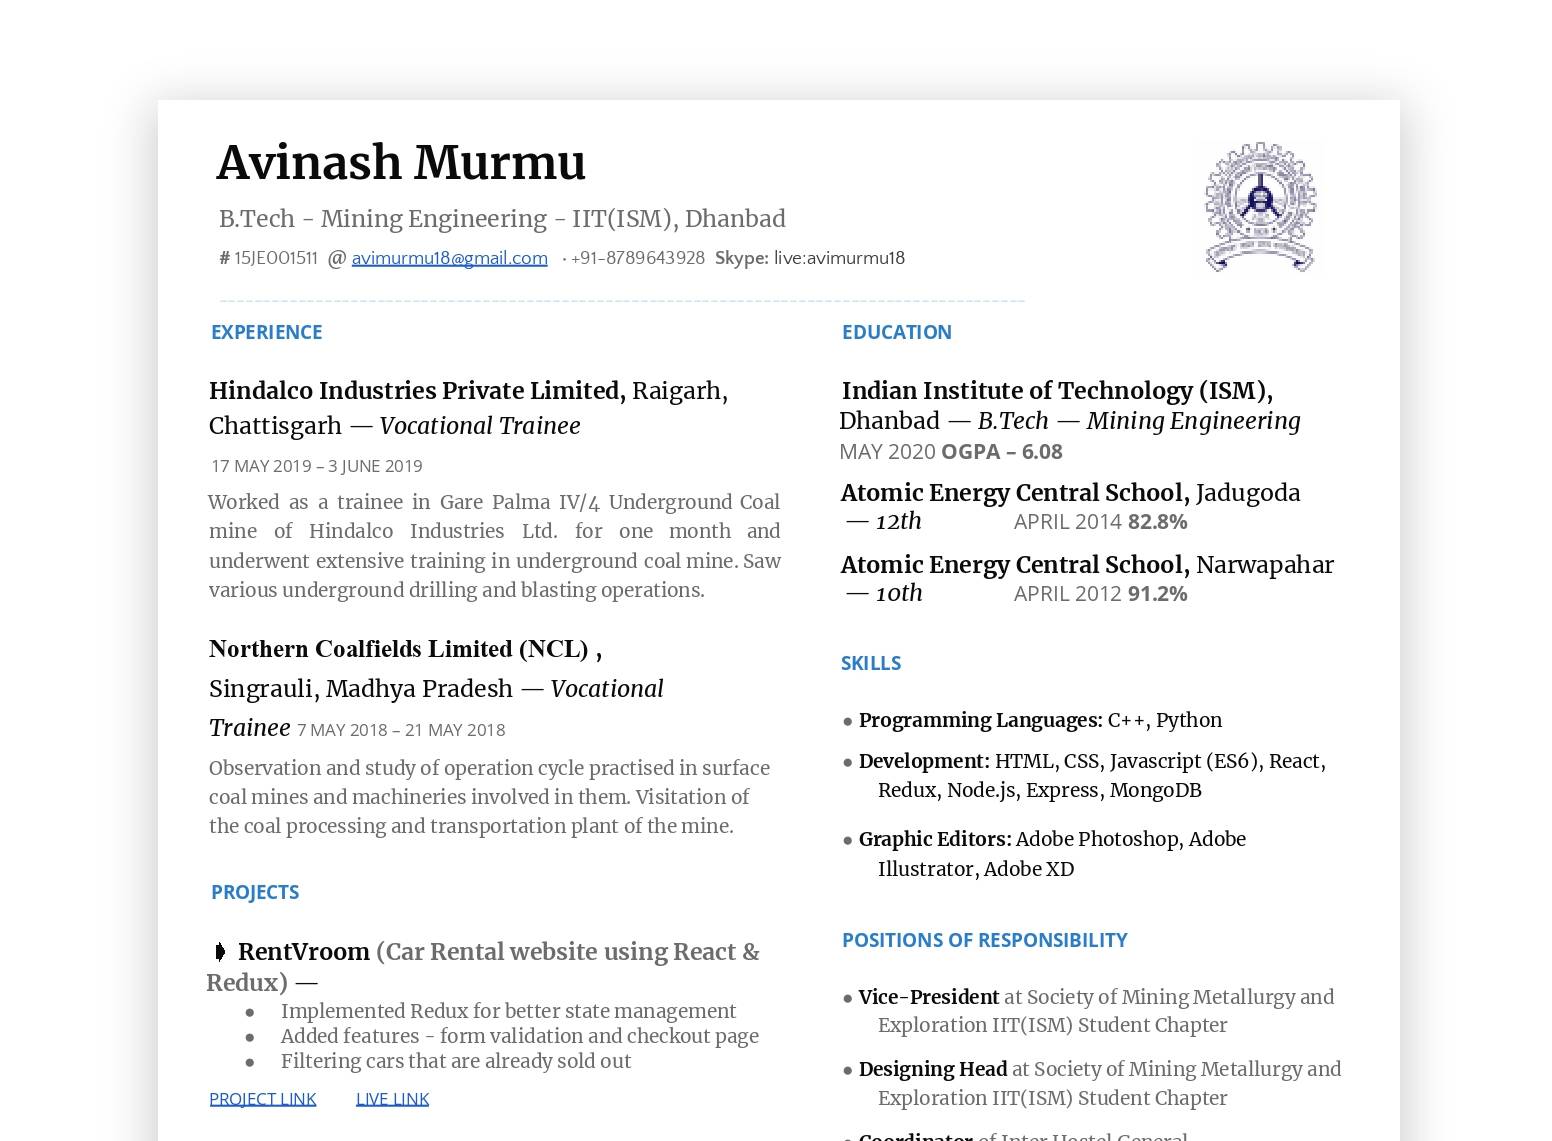 Avinash Murmu
B.Tech - Mining Engineering - IIT(ISM), Dhanbad
# 15JE001511 @ avimurmu18@gmail.com · +91-8789643928 Skype: live:avimurmu18
EXPERIENCE
Hindalco Industries Private Limited, Raigarh,
Chattisgarh — Vocational Trainee
17 MAY 2019 – 3 JUNE 2019
Worked as a trainee in Gare Palma IV/4 Underground Coal
mine of Hindalco Industries Ltd. for one month and
underwent extensive training in underground coal mine. Saw
various underground drilling and blasting operations.
Northern Coalfields Limited (NCL) ,
Singrauli, Madhya Pradesh — Vocational
Trainee 7 MAY 2018 – 21 MAY 2018
Observation and study of operation cycle practised in surface
coal mines and machineries involved in them. Visitation of
the coal processing and transportation plant of the mine.
PROJECTS
➧ RentVroom (Car Rental website using React &
Redux) —
● Implemented Redux for better state management
● Added features - form validation and checkout page
● Filtering cars that are already sold out
PROJECT LINK LIVE LINK
EDUCATION
Indian Institute of Technology (ISM),
Dhanbad — B.Tech — Mining Engineering
MAY 2020 OGPA – 6.08
Atomic Energy Central School, Jadugoda
— 12th APRIL 2014 82.8%
Atomic Energy Central School, Narwapahar
— 10th APRIL 2012 91.2%
SKILLS
● Programming Languages: C++, Python
● Development: HTML, CSS, Javascript (ES6), React,
Redux, Node.js, Express, MongoDB
● Graphic Editors: Adobe Photoshop, Adobe
Illustrator, Adobe XD
POSITIONS OF RESPONSIBILITY
● Vice-President at Society of Mining Metallurgy and
Exploration IIT(ISM) Student Chapter
● Designing Head at Society of Mining Metallurgy and
Exploration IIT(ISM) Student Chapter
● Coordinator of Inter Hostel General